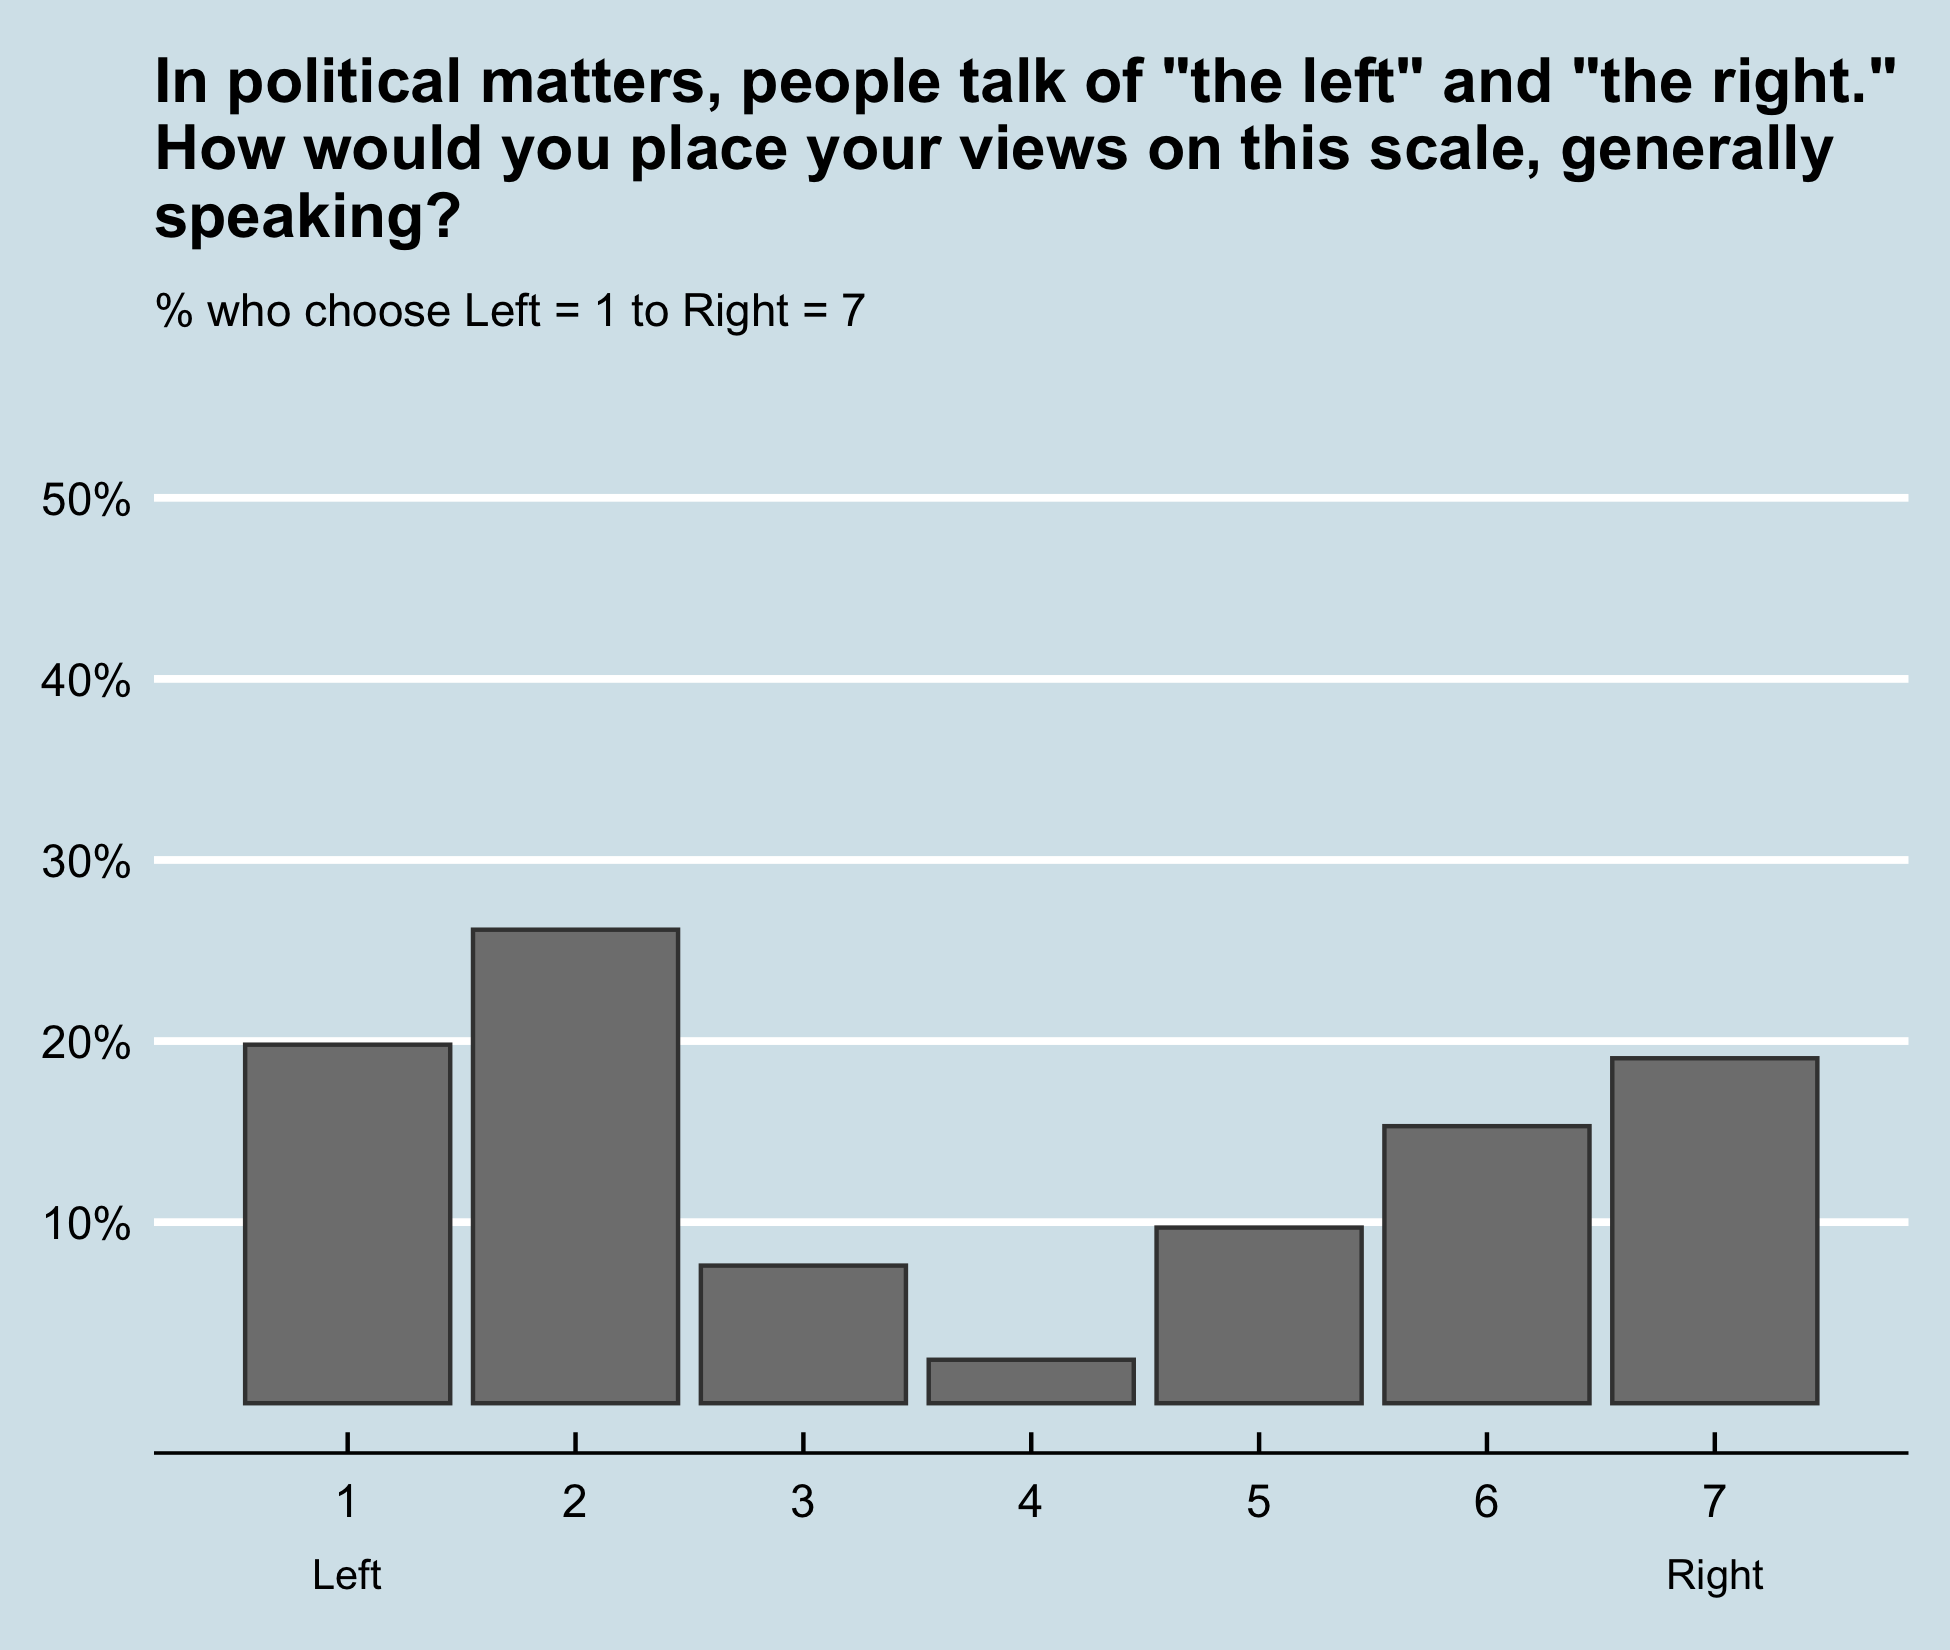 In political matters, people talk of "the left" and "the right."
How would you place your views on this scale, generally
speaking?
% who choose Left = 1 to Right = 7
50%
40%
30%
20%
10%
1 2 3 4 5 6 7
Left Right